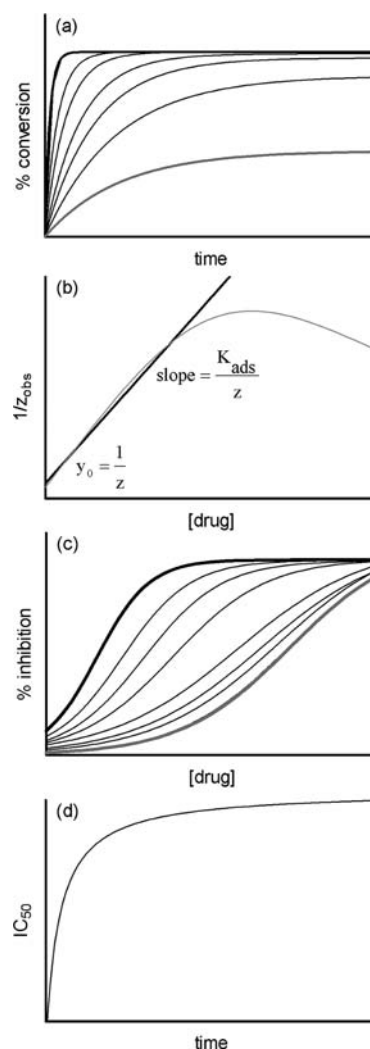 (a)
% conversion
time
(b)
1/z_obs
slope = K_ads / z
y_0 = 1 / z
[drug]
(c)
% inhibition
[drug]
(d)
IC_50
time